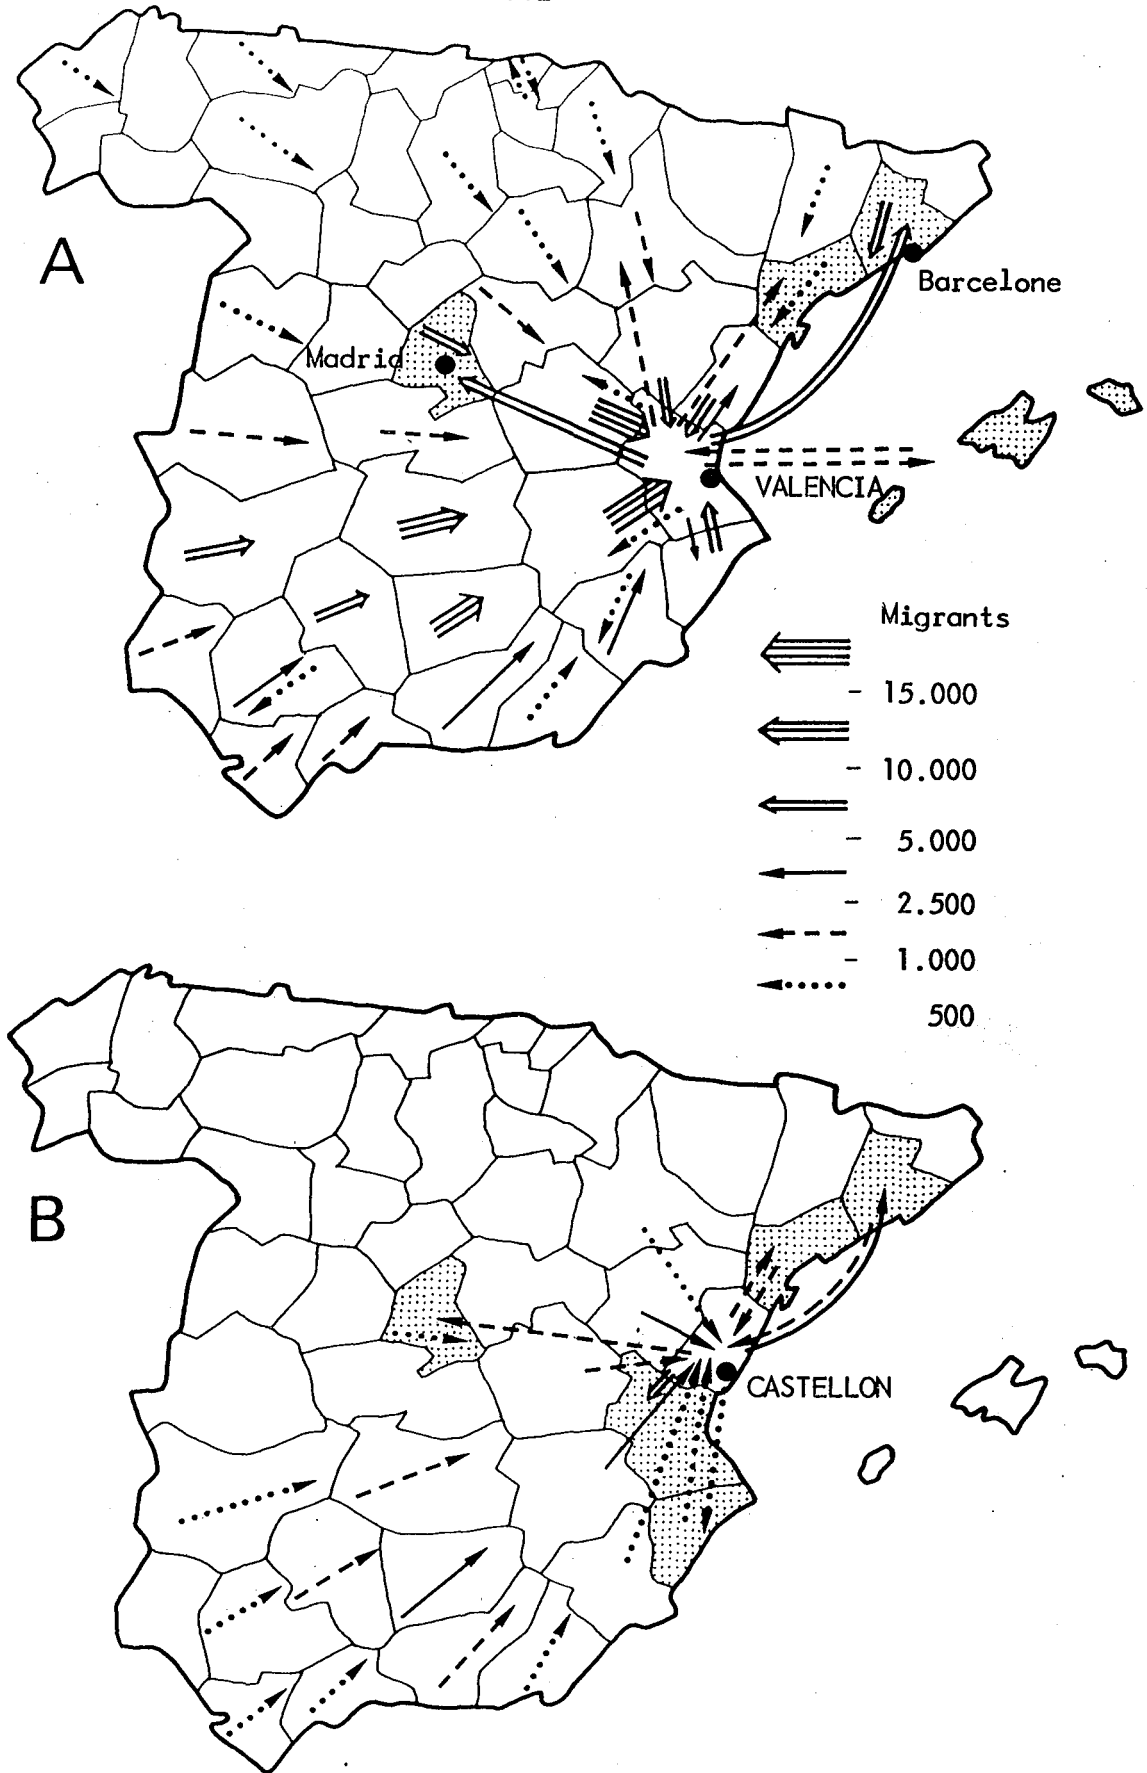 A
Barcelone
Madrid
VALENCIA
Migrants
- 15.000
- 10.000
- 5.000
- 2.500
- 1.000
500
B
CASTELLON